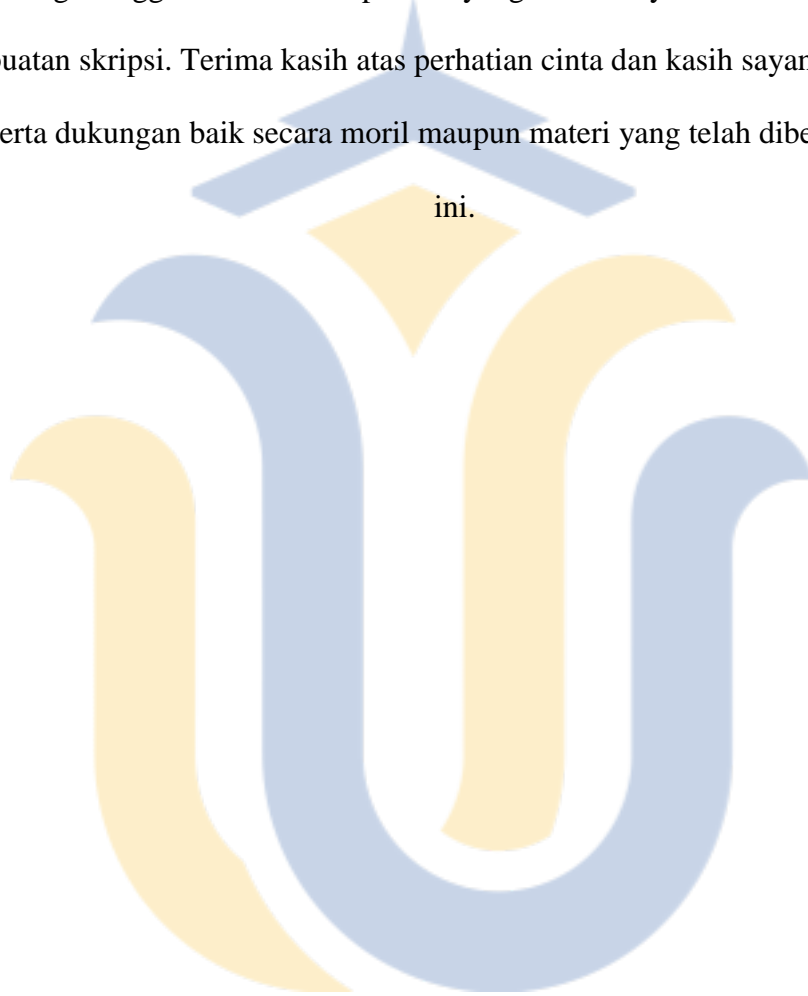 uatan skripsi. Terima kasih atas perhatian cinta dan kasih sayan
erta dukungan baik secara moril maupun materi yang telah dibe
ini.